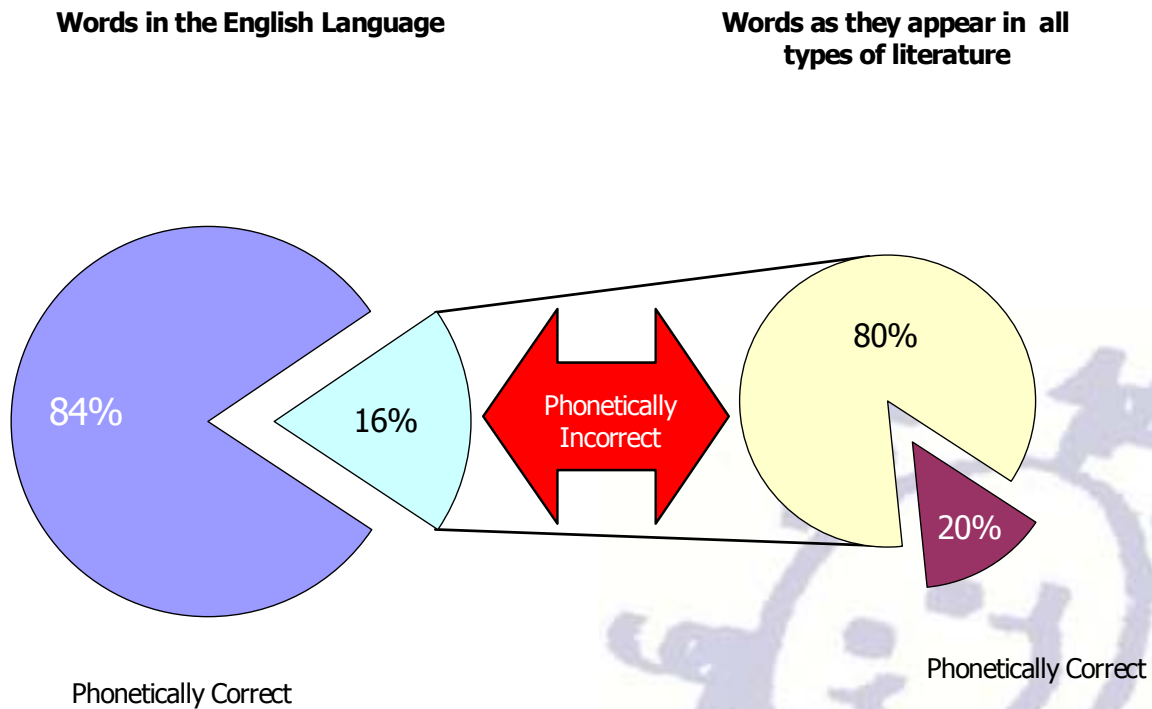 Words in the English Language
Words as they appear in all
types of literature
84%
16%
Phonetically
Incorrect
80%
20%
Phonetically Correct
Phonetically Correct